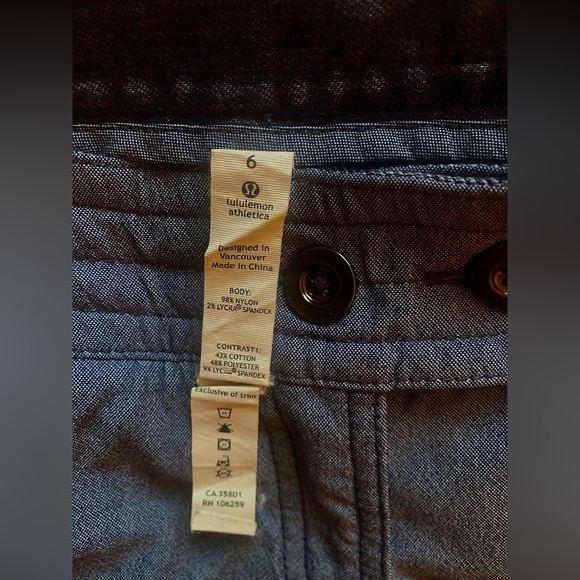 6
lululemon
athletica
Designed in
Vancouver
Made in China
BODY:
98% NYLON
2% LYCRA® SPANDEX
CONTRAST1:
43% COTTON
48% POLYESTER
9% LYCRA® SPANDEX
exclusive of trim
CA 35801
RN 106259